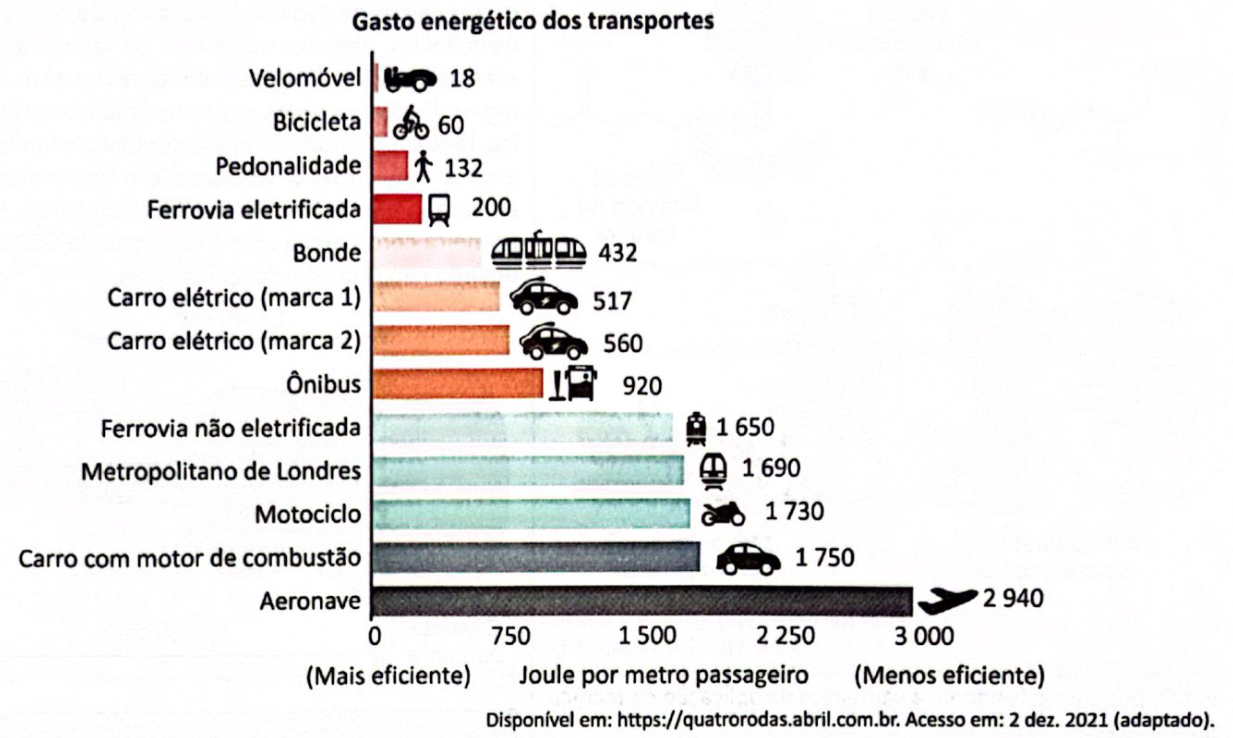 Gasto energético dos transportes
Velomóvel 18
Bicicleta 60
Pedonalidade 132
Ferrovia eletrificada 200
Bonde 432
Carro elétrico (marca 1) 517
Carro elétrico (marca 2) 560
Ônibus 920
Ferrovia não eletrificada 1 650
Metropolitano de Londres 1 690
Motociclo 1 730
Carro com motor de combustão 1 750
Aeronave 2 940
0 750 1 500 2 250 3 000
(Mais eficiente) Joule por metro passageiro (Menos eficiente)
Disponível em: https://quatrorodas.abril.com.br. Acesso em: 2 dez. 2021 (adaptado).